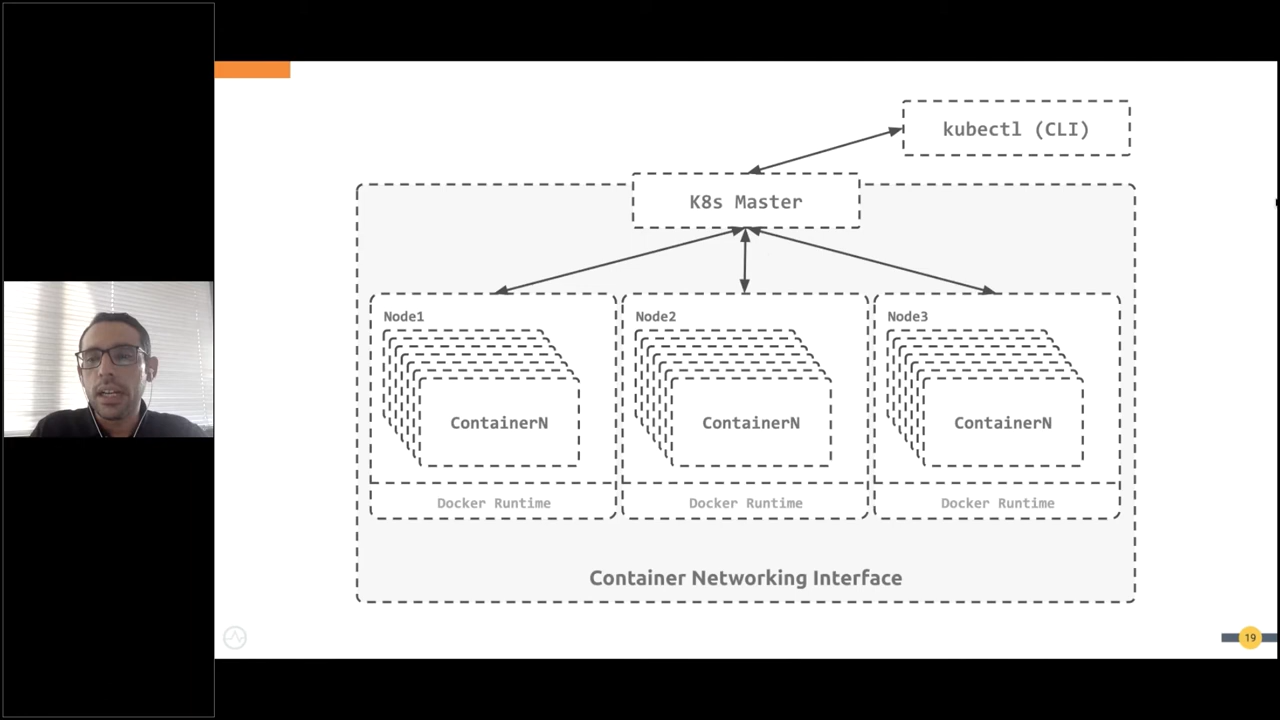 kubectl (CLI)
K8s Master
Node1
Node2
Node3
ContainerN
ContainerN
ContainerN
Docker Runtime
Docker Runtime
Docker Runtime
Container Networking Interface
19